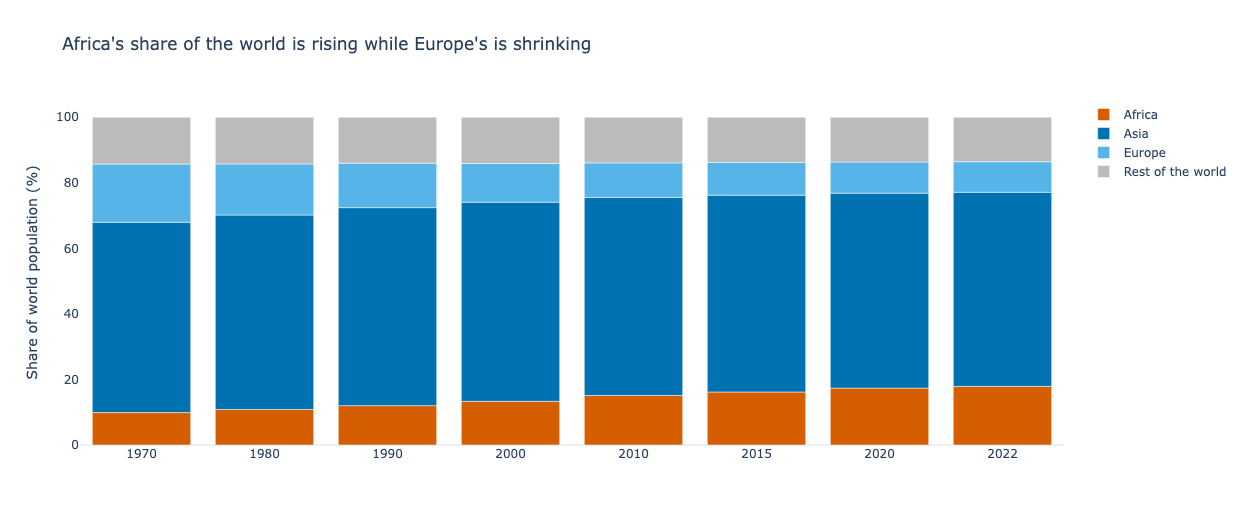 Africa's share of the world is rising while Europe's is shrinking
Share of world population (%)
100
80
60
40
20
0
1970
1980
1990
2000
2010
2015
2020
2022
Africa
Asia
Europe
Rest of the world